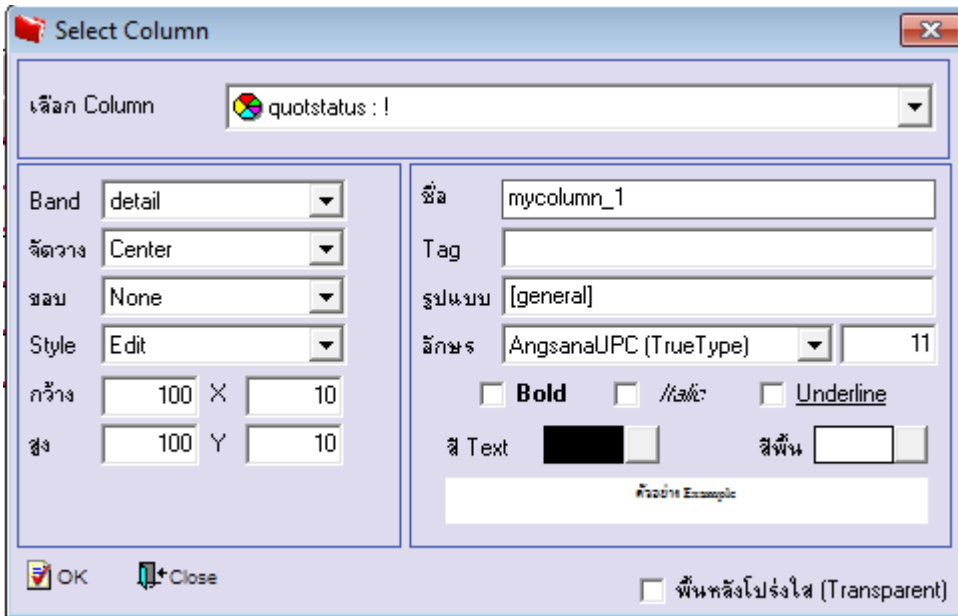 Select Column
เลือก Column quotstatus : !
Band detail
จัดวาง Center
ขอบ None
Style Edit
กว้าง 100 X 10
สูง 100 Y 10
ชื่อ mycolumn_1
Tag
รูปแบบ [general]
อักษร AngsanaUPC (TrueType) 11
Bold Italic Underline
สี Text สีพื้น
ตัวอย่าง Example
OK Close
พื้นหลังโปร่งใส (Transparent)